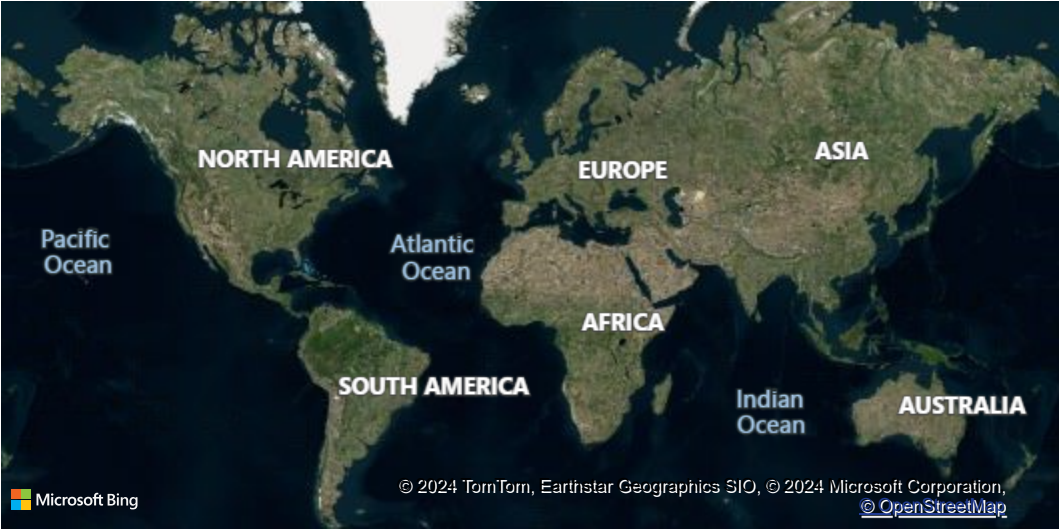 NORTH AMERICA
EUROPE
ASIA
Pacific
Ocean
Atlantic
Ocean
AFRICA
SOUTH AMERICA
Indian
Ocean
AUSTRALIA
Microsoft Bing
© 2024 TomTom, Earthstar Geographics SIO, © 2024 Microsoft Corporation,
© OpenStreetMap